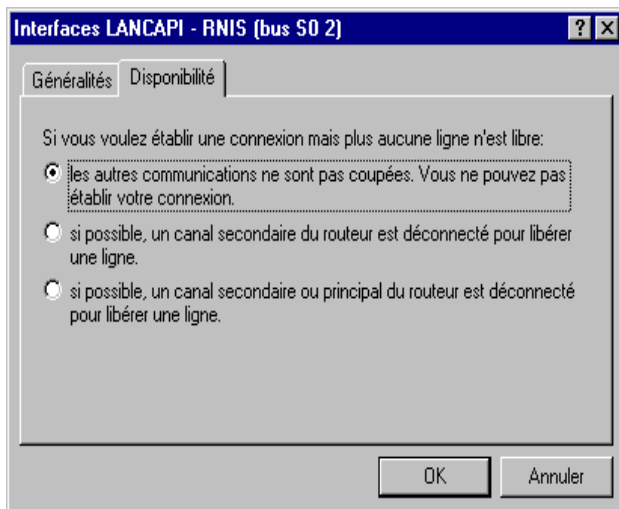 Interfaces LANCAPI - RNIS (bus S0 2)
Généralités
Disponibilité
Si vous voulez établir une connexion mais plus aucune ligne n'est libre:
les autres communications ne sont pas coupées. Vous ne pouvez pas
établir votre connexion.
si possible, un canal secondaire du routeur est déconnecté pour libérer
une ligne.
si possible, un canal secondaire ou principal du routeur est déconnecté
pour libérer une ligne.
OK
Annuler